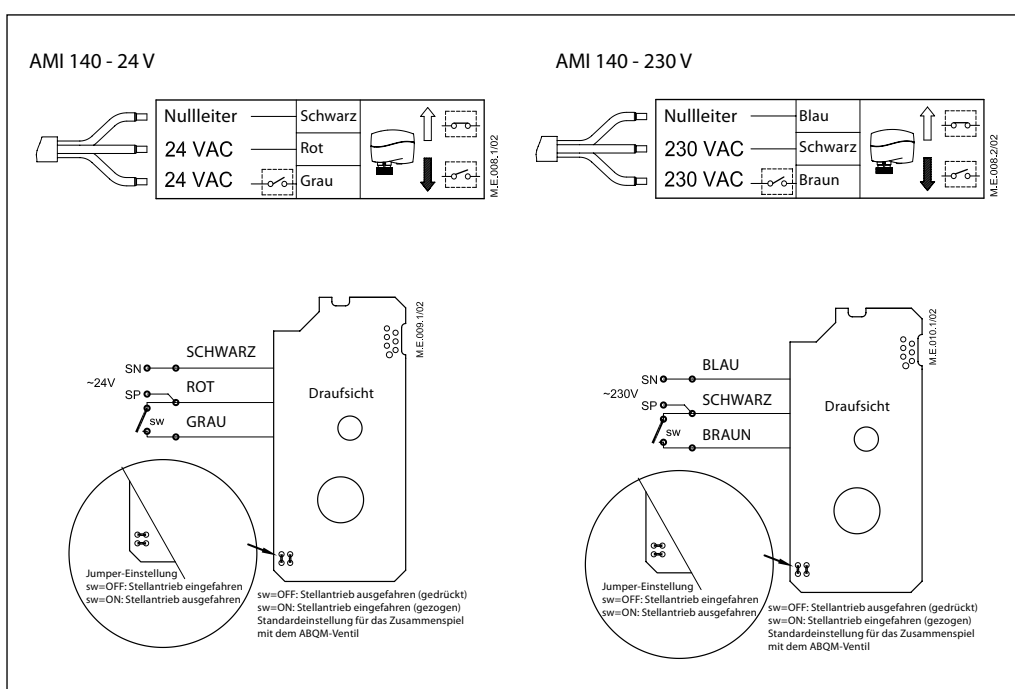 AMI 140 - 24 V
Nullleiter
Schwarz
24 VAC
Rot
24 VAC
Grau
M.E.008.1/02
AMI 140 - 230 V
Nullleiter
Blau
230 VAC
Schwarz
230 VAC
Braun
M.E.008.2/02
SCHWARZ
SN
~24V
ROT
SP
sw
GRAU
Draufsicht
M.E.009.1/02
Jumper-Einstellung
sw=OFF: Stellantrieb eingefahren
sw=ON: Stellantrieb ausgefahren
sw=OFF: Stellantrieb ausgefahren (gedrückt)
sw=ON: Stellantrieb eingefahren (gezogen)
Standardeinstellung für das Zusammenspiel
mit dem ABQM-Ventil
BLAU
SN
~230V
SCHWARZ
SP
sw
BRAUN
Draufsicht
M.E.010.1/02
Jumper-Einstellung
sw=OFF: Stellantrieb eingefahren
sw=ON: Stellantrieb ausgefahren
sw=OFF: Stellantrieb ausgefahren (gedrückt)
sw=ON: Stellantrieb eingefahren (gezogen)
Standardeinstellung für das Zusammenspiel
mit dem ABQM-Ventil